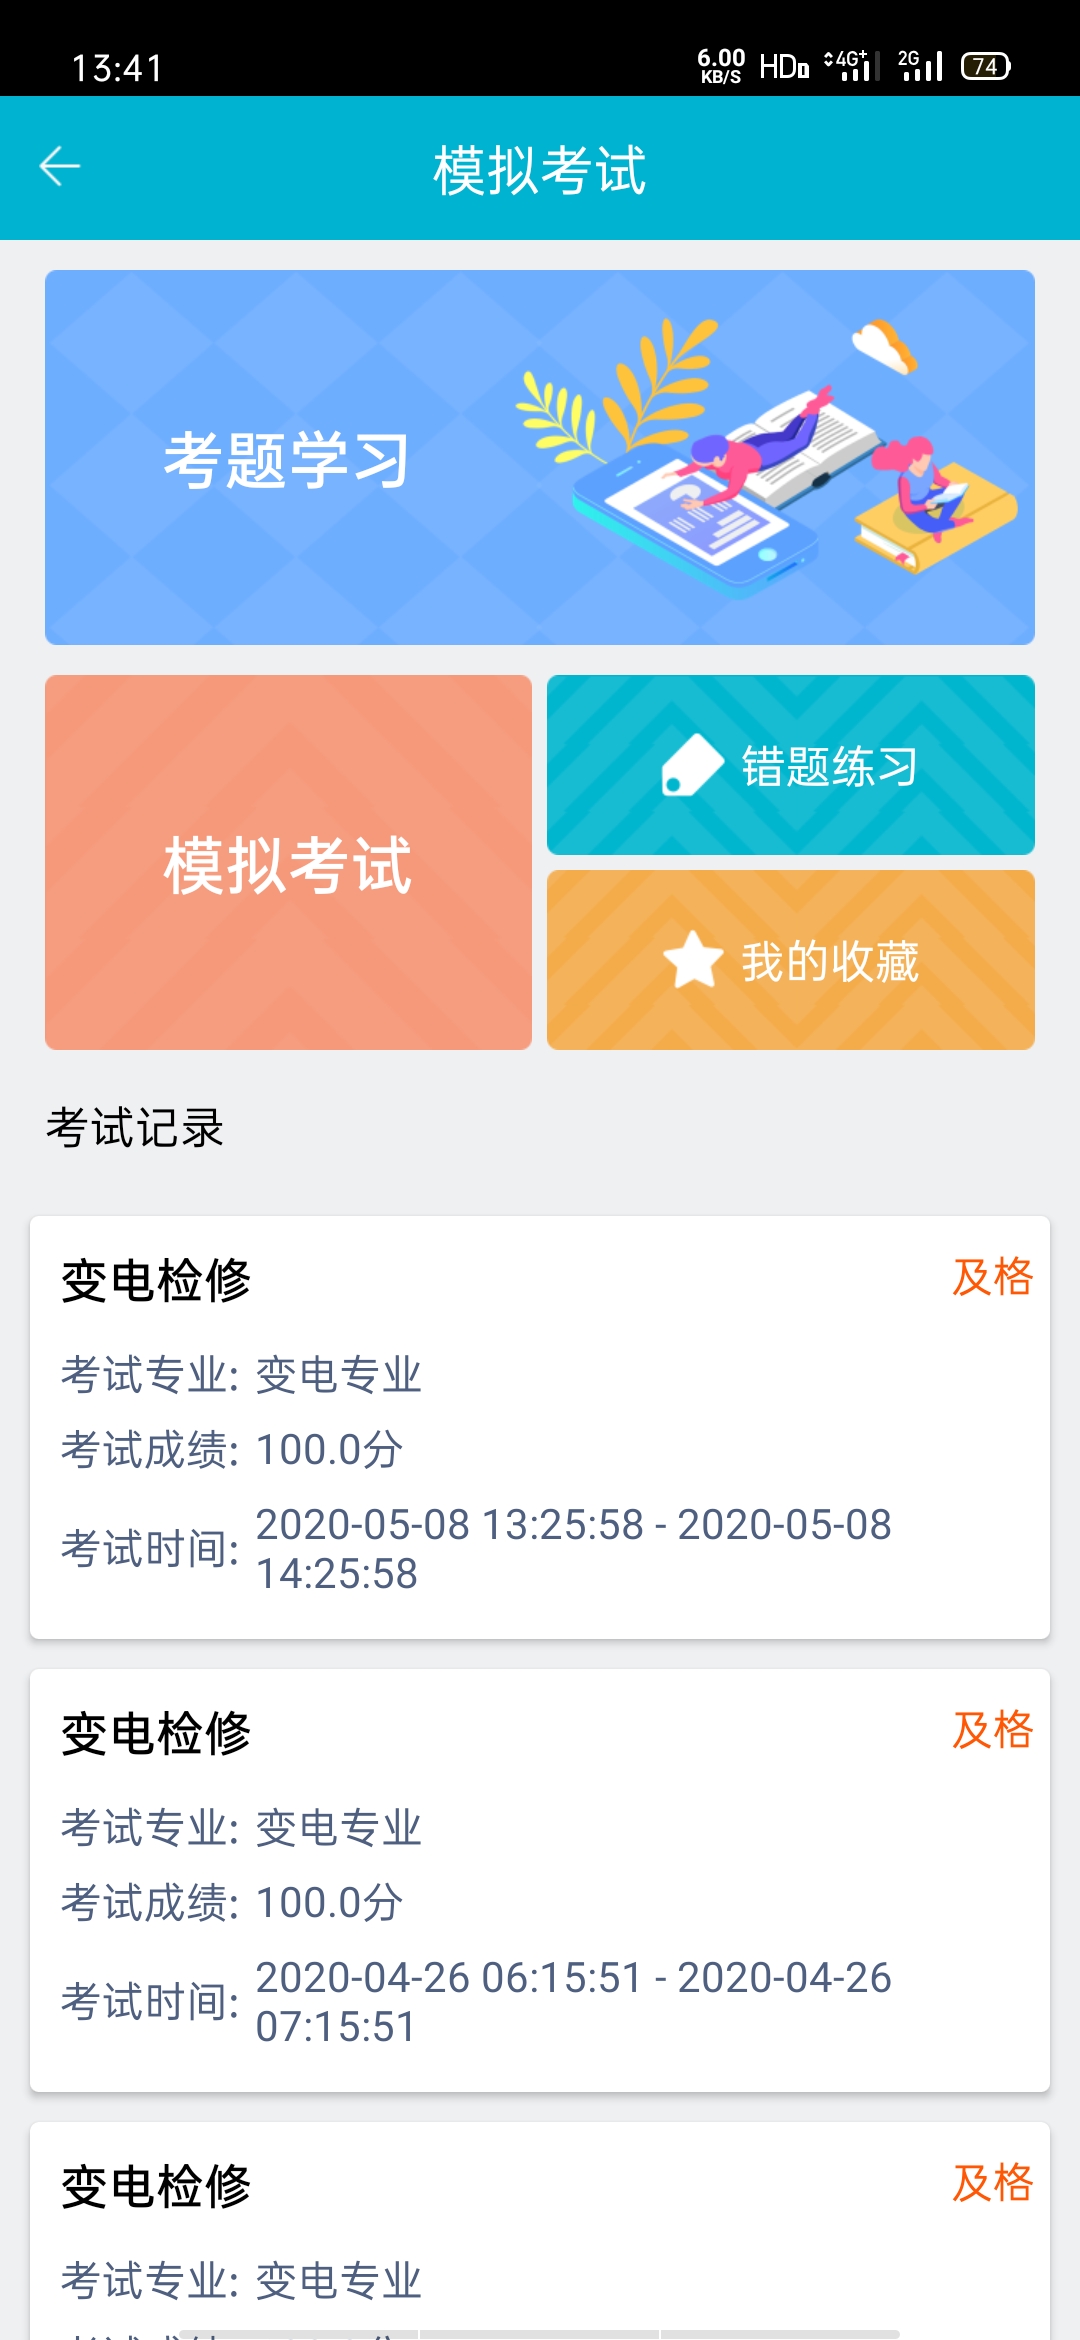 13:41
6.00
KB/S
HD
4G+
2G
74
模拟考试
考题学习
模拟考试
错题练习
我的收藏
考试记录
变电检修
及格
考试专业: 变电专业
考试成绩: 100.0分
考试时间: 2020-05-08 13:25:58 - 2020-05-08
14:25:58
变电检修
及格
考试专业: 变电专业
考试成绩: 100.0分
考试时间: 2020-04-26 06:15:51 - 2020-04-26
07:15:51
变电检修
及格
考试专业: 变电专业